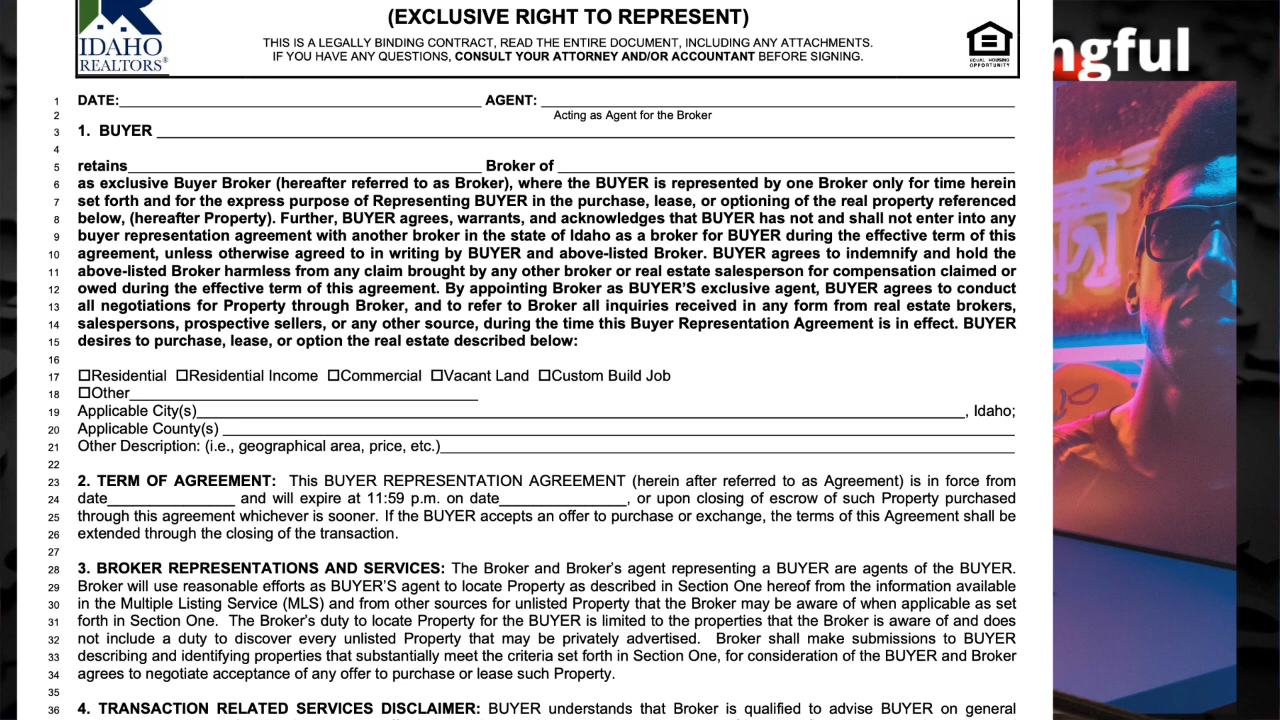 (EXCLUSIVE RIGHT TO REPRESENT)
IDAHO
REALTORS®
THIS IS A LEGALLY BINDING CONTRACT, READ THE ENTIRE DOCUMENT, INCLUDING ANY ATTACHMENTS.
IF YOU HAVE ANY QUESTIONS, CONSULT YOUR ATTORNEY AND/OR ACCOUNTANT BEFORE SIGNING.
EQUAL HOUSING
OPPORTUNITY
ngful
1 DATE:____ AGENT: ____
2 Acting as Agent for the Broker
3 1. BUYER ____
4
5 retains____ Broker of ____
6 as exclusive Buyer Broker (hereafter referred to as Broker), where the BUYER is represented by one Broker only for time herein
7 set forth and for the express purpose of Representing BUYER in the purchase, lease, or optioning of the real property referenced
8 below, (hereafter Property). Further, BUYER agrees, warrants, and acknowledges that BUYER has not and shall not enter into any
9 buyer representation agreement with another broker in the state of Idaho as a broker for BUYER during the effective term of this
10 agreement, unless otherwise agreed to in writing by BUYER and above-listed Broker. BUYER agrees to indemnify and hold the
11 above-listed Broker harmless from any claim brought by any other broker or real estate salesperson for compensation claimed or
12 owed during the effective term of this agreement. By appointing Broker as BUYER'S exclusive agent, BUYER agrees to conduct
13 all negotiations for Property through Broker, and to refer to Broker all inquiries received in any form from real estate brokers,
14 salespersons, prospective sellers, or any other source, during the time this Buyer Representation Agreement is in effect. BUYER
15 desires to purchase, lease, or option the real estate described below:
16
17 ☐Residential ☐Residential Income ☐Commercial ☐Vacant Land ☐Custom Build Job
18 ☐Other____
19 Applicable City(s)____, Idaho;
20 Applicable County(s) ____
21 Other Description: (i.e., geographical area, price, etc.)____
22
23 2. TERM OF AGREEMENT: This BUYER REPRESENTATION AGREEMENT (herein after referred to as Agreement) is in force from
24 date____ and will expire at 11:59 p.m. on date____, or upon closing of escrow of such Property purchased
25 through this agreement whichever is sooner. If the BUYER accepts an offer to purchase or exchange, the terms of this Agreement shall be
26 extended through the closing of the transaction.
27
28 3. BROKER REPRESENTATIONS AND SERVICES: The Broker and Broker's agent representing a BUYER are agents of the BUYER.
29 Broker will use reasonable efforts as BUYER'S agent to locate Property as described in Section One hereof from the information available
30 in the Multiple Listing Service (MLS) and from other sources for unlisted Property that the Broker may be aware of when applicable as set
31 forth in Section One. The Broker's duty to locate Property for the BUYER is limited to the properties that the Broker is aware of and does
32 not include a duty to discover every unlisted Property that may be privately advertised. Broker shall make submissions to BUYER
33 describing and identifying properties that substantially meet the criteria set forth in Section One, for consideration of the BUYER and Broker
34 agrees to negotiate acceptance of any offer to purchase or lease such Property.
35
36 4. TRANSACTION RELATED SERVICES DISCLAIMER: BUYER understands that Broker is qualified to advise BUYER on general